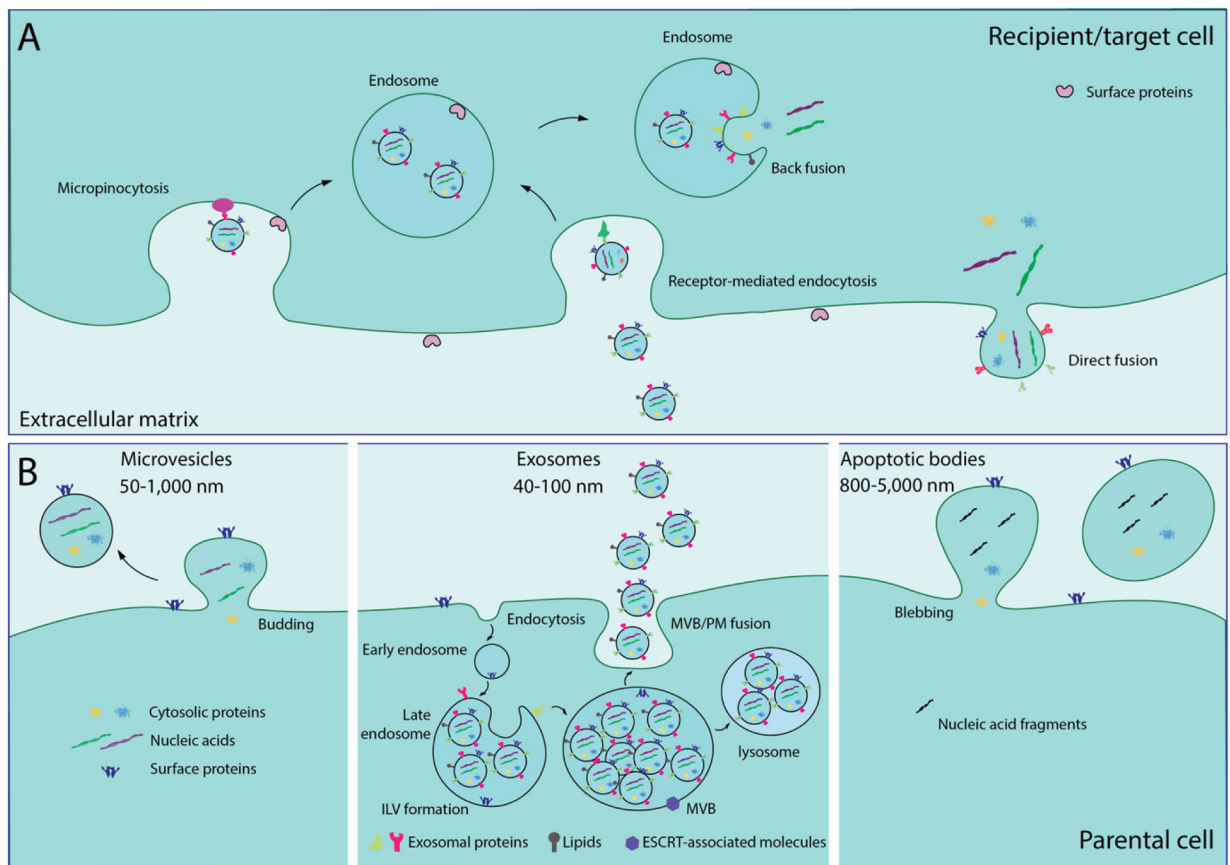 A
Recipient/target cell
Endosome
Endosome
Surface proteins
Back fusion
Micropinocytosis
Receptor-mediated endocytosis
Direct fusion
Extracellular matrix
B
Microvesicles
50-1,000 nm
Budding
Cytosolic proteins
Nucleic acids
Surface proteins
Exosomes
40-100 nm
Endocytosis
MVB/PM fusion
Early endosome
Late
endosome
lysosome
ILV formation
MVB
Exosomal proteins
Lipids
ESCRT-associated molecules
Apoptotic bodies
800-5,000 nm
Blebbing
Nucleic acid fragments
Parental cell